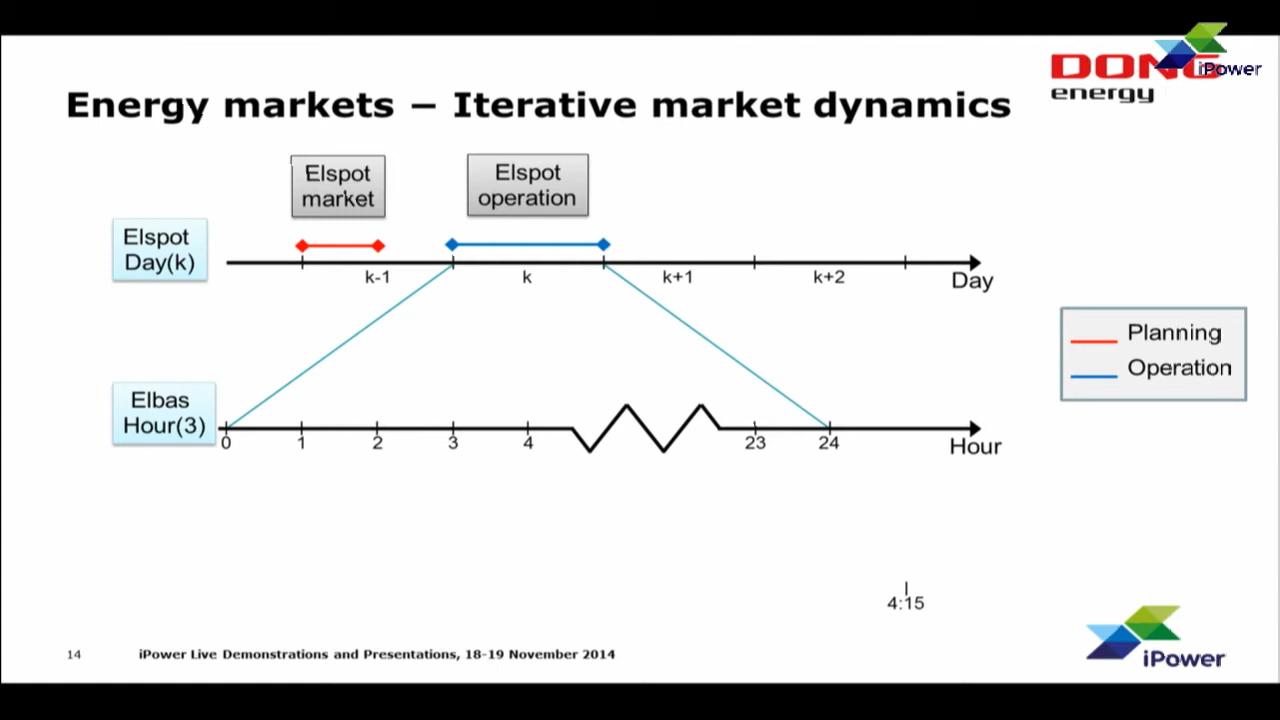 DONG
energy
iPower
Energy markets – Iterative market dynamics
Elspot
market
Elspot
operation
Elspot
Day(k)
k-1
k
k+1
k+2
Day
Planning
Operation
Elbas
Hour(3)
0
1
2
3
4
23
24
Hour
4:15
14
iPower Live Demonstrations and Presentations, 18-19 November 2014
iPower